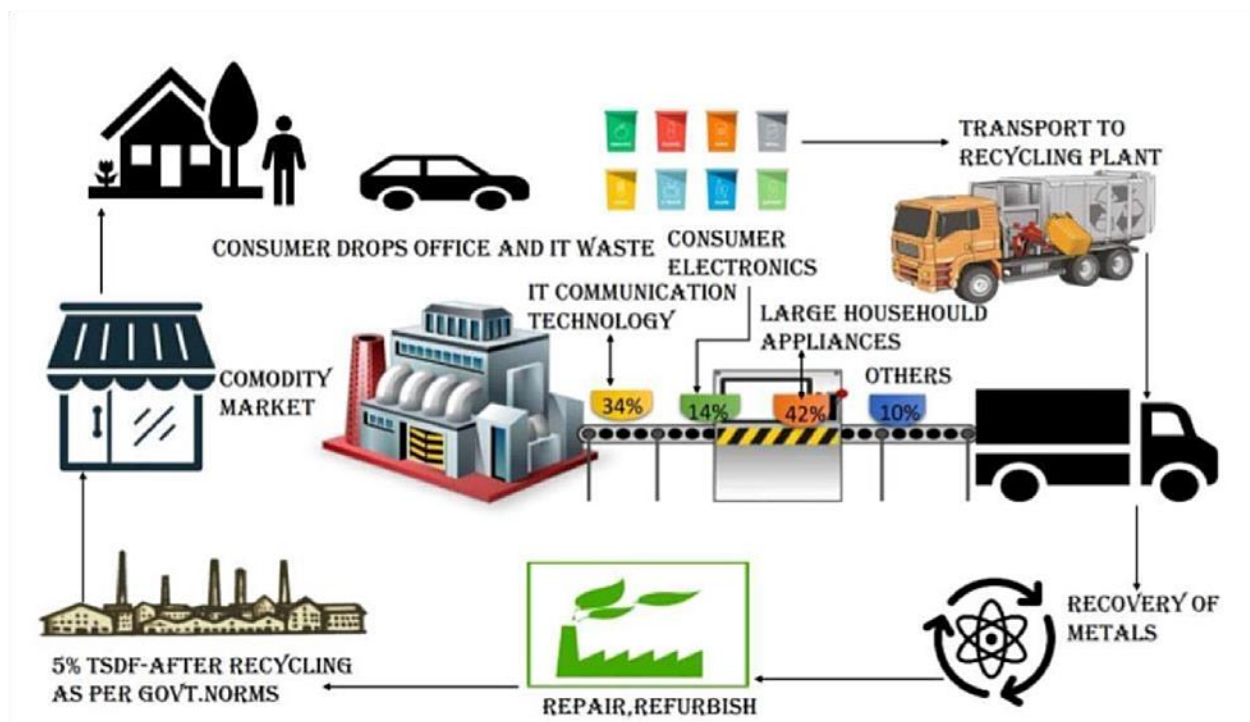 TRANSPORT TO
RECYCLING PLANT
CONSUMER DROPS OFFICE AND IT WASTE
CONSUMER
ELECTRONICS
IT COMMUNICATION
TECHNOLOGY
LARGE HOUSEHOULD
APPLIANCES
OTHERS
COMODITY
MARKET
34%
14%
42%
10%
RECOVERY OF
METALS
5% TSDF-AFTER RECYCLING
AS PER GOVT.NORMS
REPAIR,REFURBISH